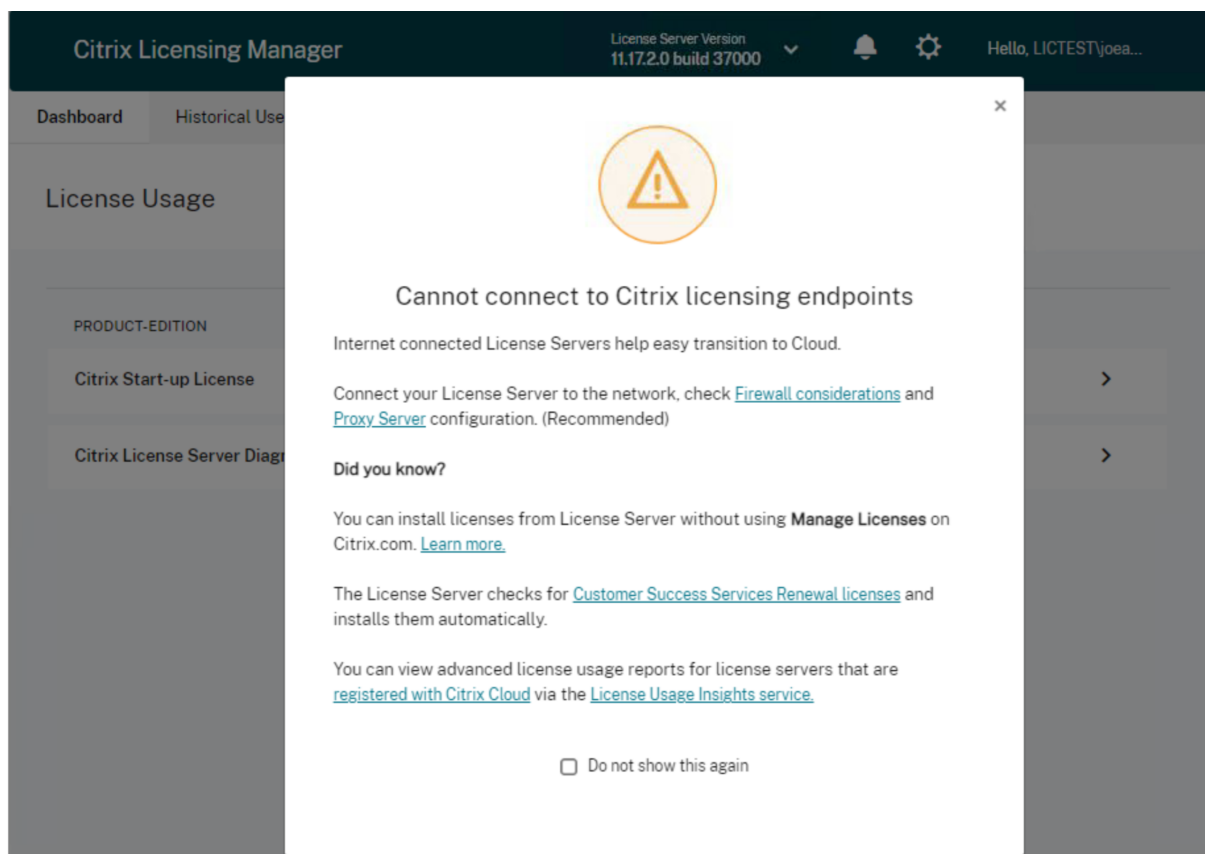 Citrix Licensing Manager
License Server Version
11.17.2.0 build 37000
Hello, LICTEST\joea...
Dashboard
Historical Use
License Usage
Cannot connect to Citrix licensing endpoints
PRODUCT-EDITION
Internet connected License Servers help easy transition to Cloud.
Citrix Start-up License
Connect your License Server to the network, check Firewall considerations and
Proxy Server configuration. (Recommended)
Citrix License Server Diagn
Did you know?
You can install licenses from License Server without using Manage Licenses on
Citrix.com. Learn more.
The License Server checks for Customer Success Services Renewal licenses and
installs them automatically.
You can view advanced license usage reports for license servers that are
registered with Citrix Cloud via the License Usage Insights service.
Do not show this again